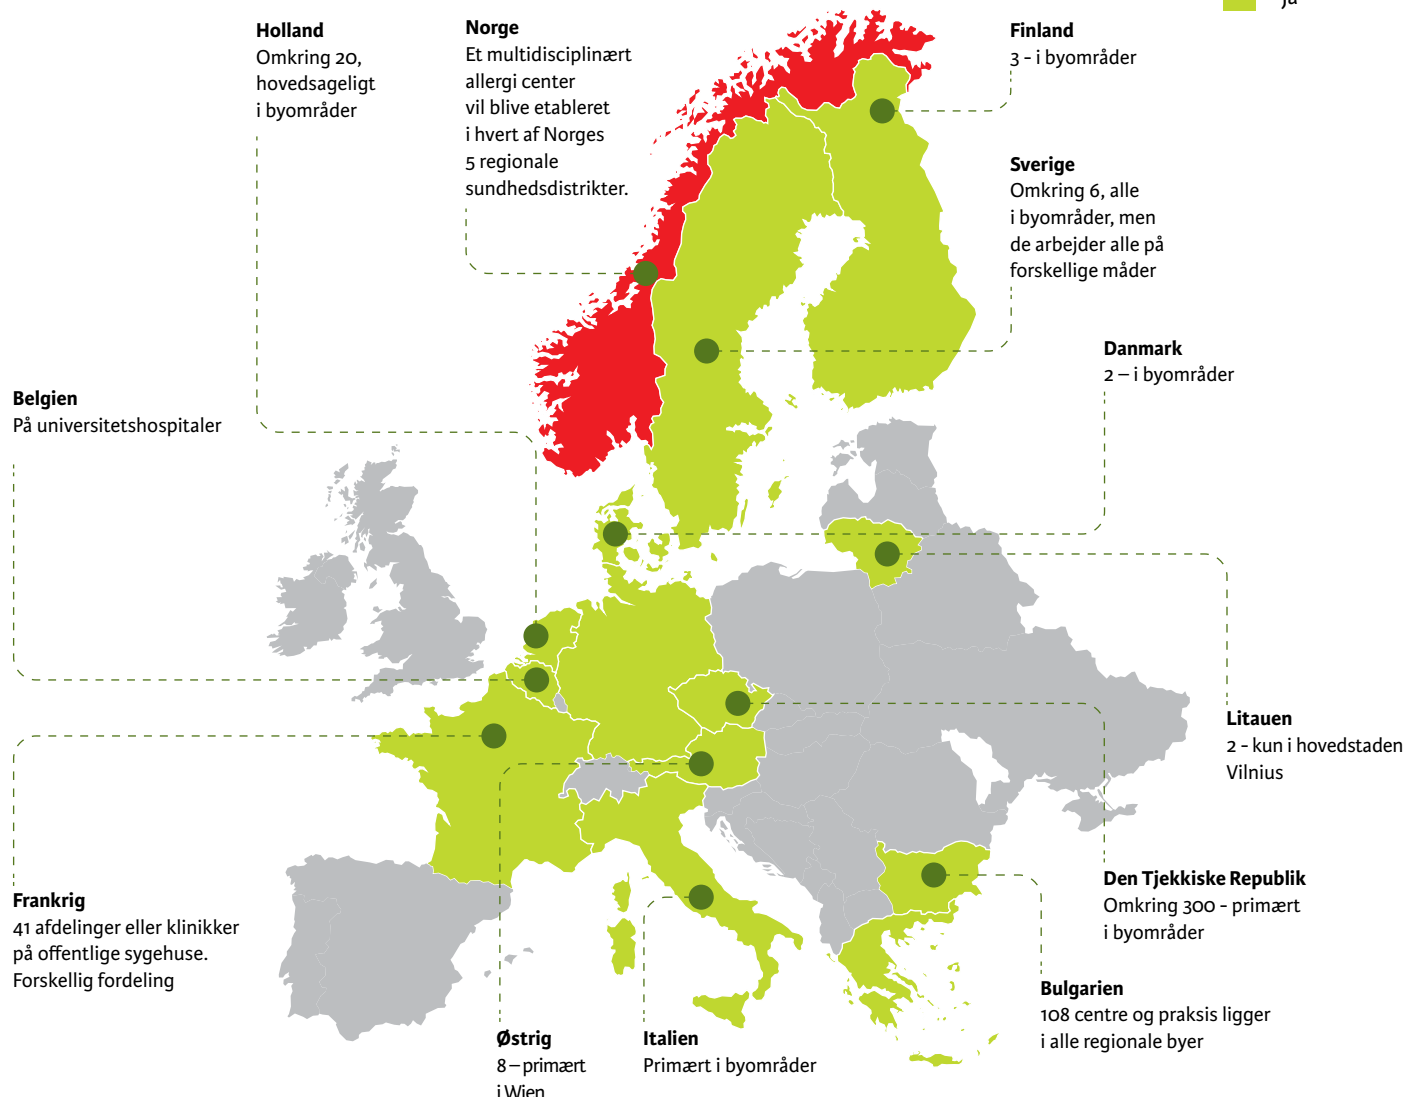 ja
Holland
Omkring 20,
hovedsageligt
i byområder
Norge
Et multidisciplinært
allergi center
vil blive etableret
i hvert af Norges
5 regionale
sundhedsdistrikter.
Finland
3 - i byområder
Sverige
Omkring 6, alle
i byområder, men
de arbejder alle på
forskellige måder
Danmark
2 – i byområder
Belgien
På universitetshospitaler
Litauen
2 - kun i hovedstaden
Vilnius
Den Tjekkiske Republik
Omkring 300 - primært
i byområder
Frankrig
41 afdelinger eller klinikker
på offentlige sygehuse.
Forskellig fordeling
Bulgarien
108 centre og praksis ligger
i alle regionale byer
Østrig
8 – primært
i Wien
Italien
Primært i byområder